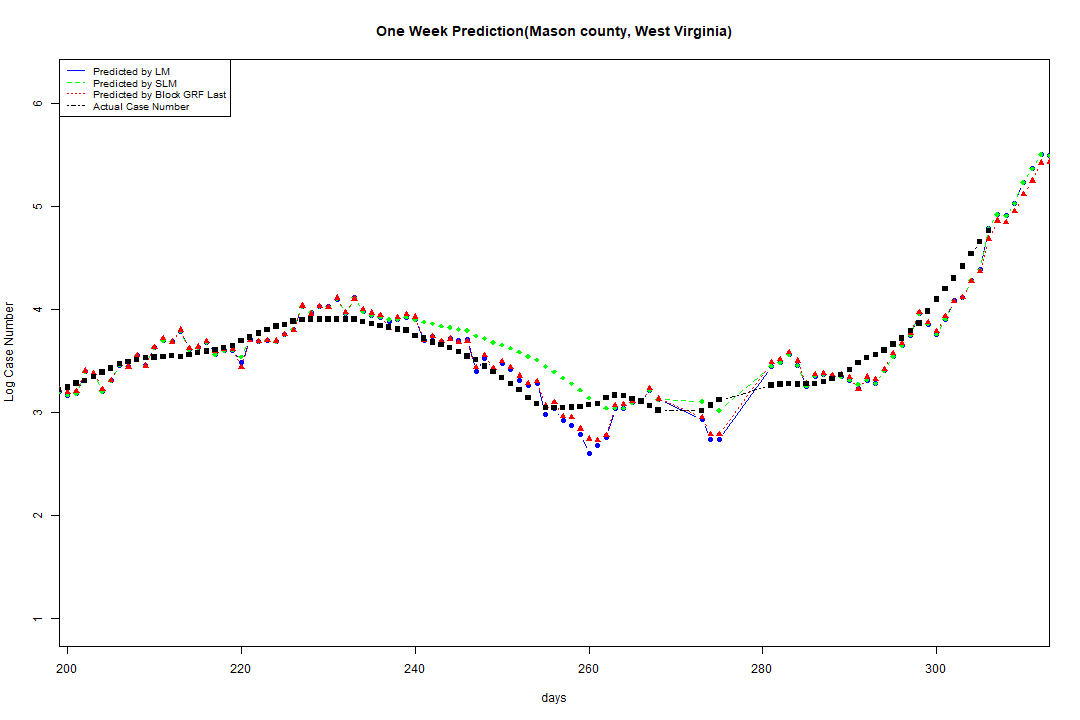 One Week Prediction(Mason county, West Virginia)
Predicted by LM
Predicted by SLM
Predicted by Block GRF Last
Actual Case Number
6
5
4
3
2
1
Log Case Number
200 220 240 260 280 300
days